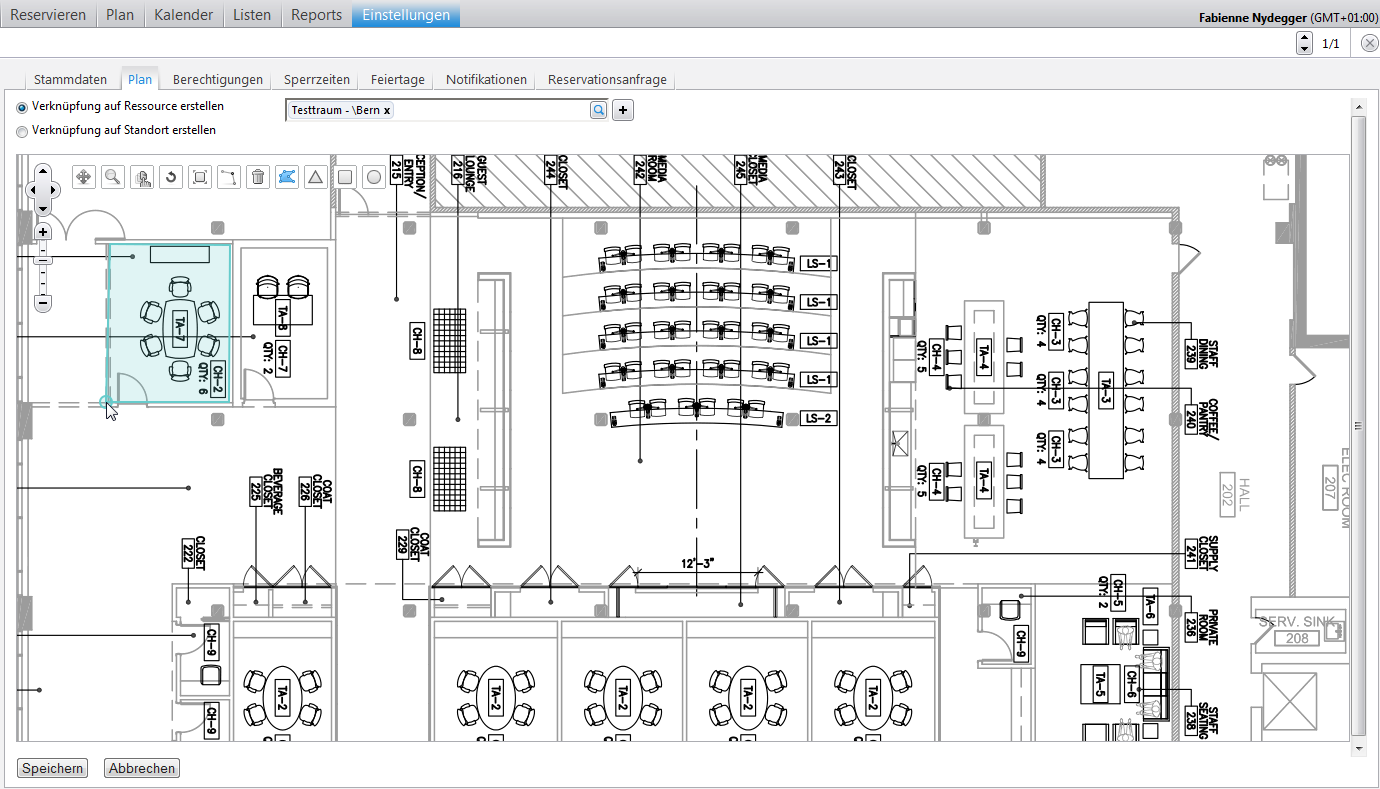 Reservieren Plan Kalender Listen Reports Einstellungen
Fabienne Nydegger (GMT+01:00)
1/1
Stammdaten Plan Berechtigungen Sperrzeiten Feiertage Notifikationen Reservationsanfrage
Verknüpfung auf Ressource erstellen
Testtraum - \Bern x
Verknüpfung auf Standort erstellen
CEPTION/
ENTRY
215
GUEST
LOUNGE
216
CLOSET
244
MEDIA
ROOM
242
MEDIA
CLOSET
245
CLOSET
243
LS-1
LS-1
LS-1
LS-1
LS-2
TA-7
CH-2
QTY: 6
TA-8
CH-7
QTY: 2
CH-8
CH-8
CH-4
QTY: 5
TA-4
CH-4
QTY: 5
TA-4
CH-3
QTY: 4
CH-3
QTY: 4
CH-3
QTY: 4
TA-3
STAFF
DINING
239
COFFEE/
PANTRY
240
HALL
202
ELEC ROOM
207
BEVERAGE
CLOSET
225
COAT
CLOSET
226
CLOSET
222
COAT
CLOSET
229
12'-3"
SUPPLY
CLOSET
241
CH-5
QTY: 2
TA-6
PRIVATE
ROOM
236
SERV. SINK
208
CH-9
CH-9
CH-9
TA-2
TA-2
TA-2
TA-2
TA-2
TA-5
CH-6
STAFF
SEATING
238
Speichern Abbrechen